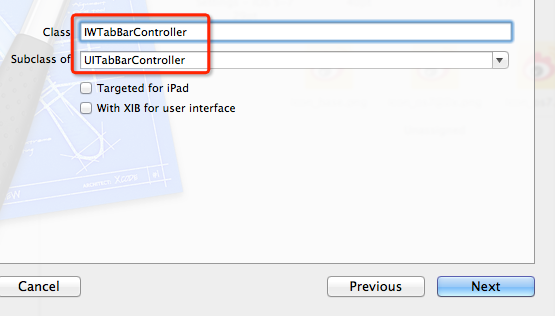 Class IWTabBarController
Subclass of UITabBarController
Targeted for iPad
With XIB for user interface
Cancel Previous Next